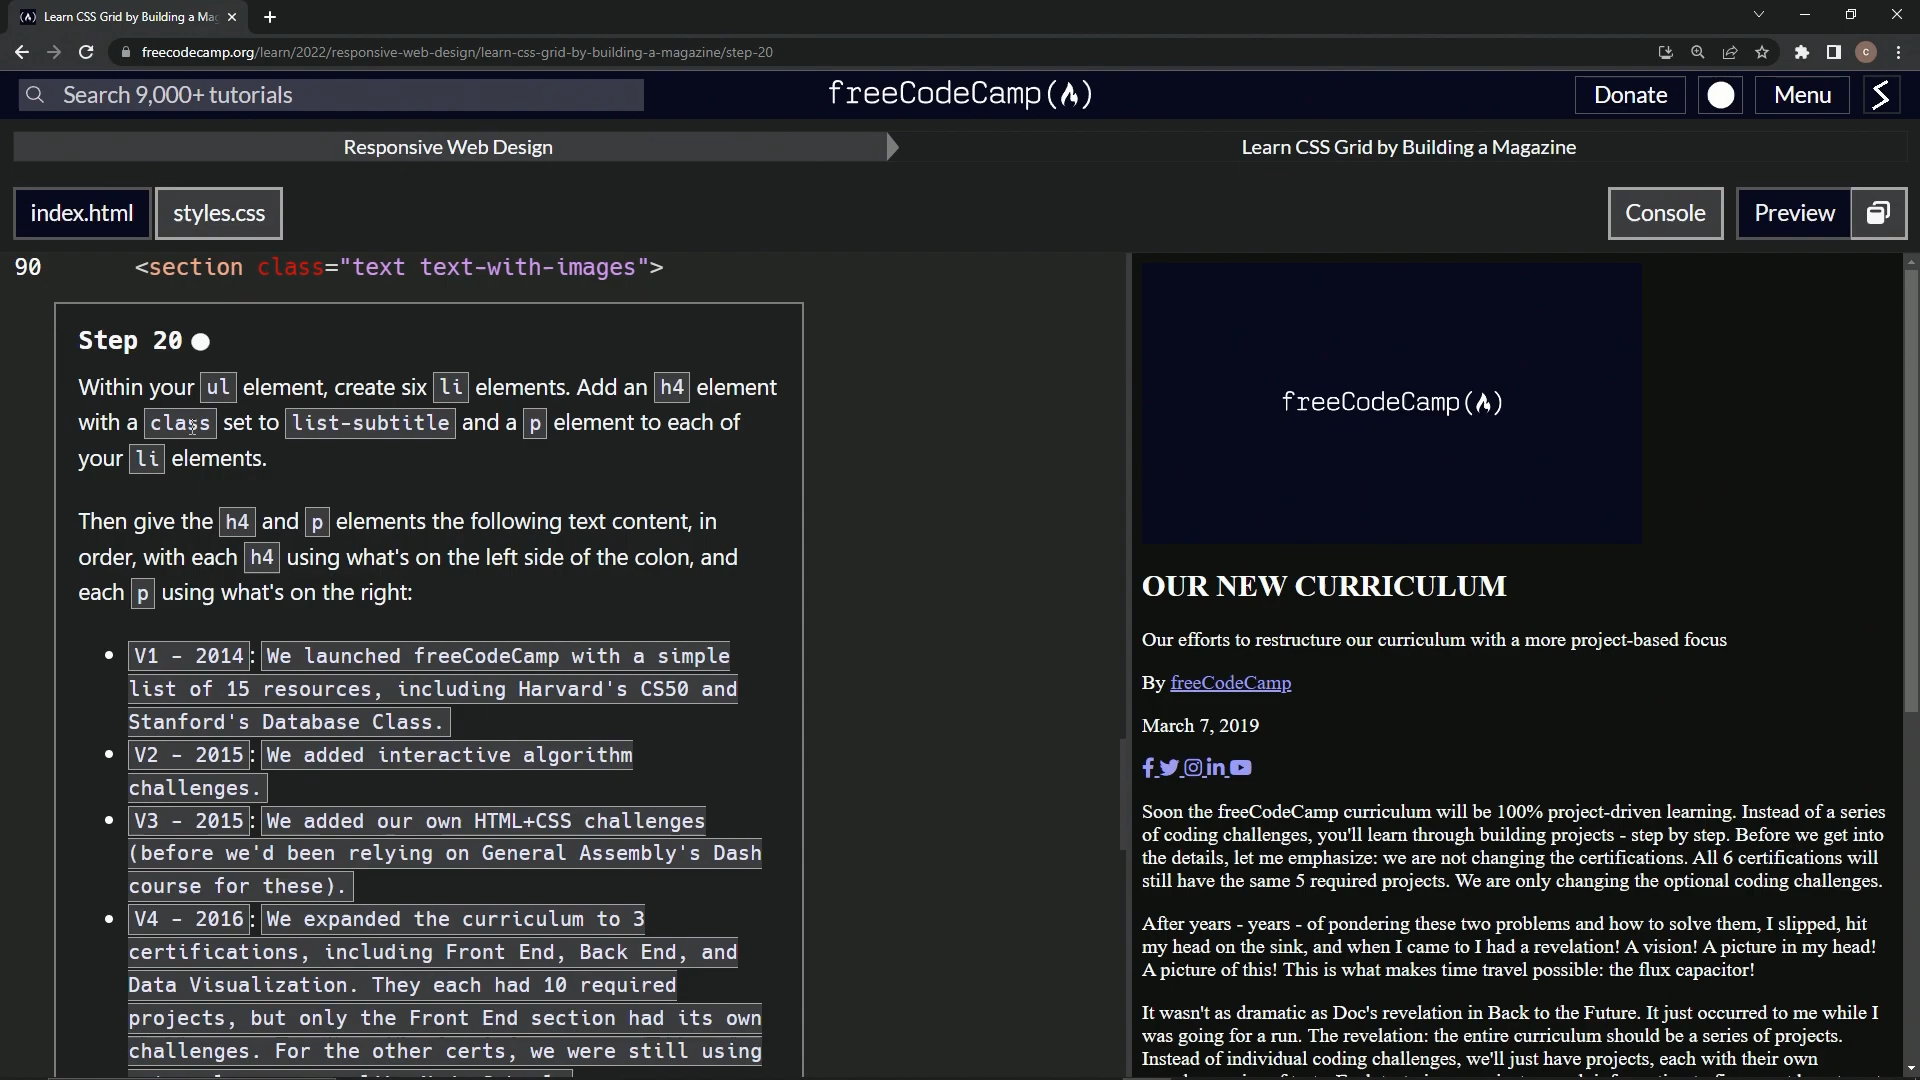 Learn CSS Grid by Building a Mag
freecodecamp.org/learn/2022/responsive-web-design/learn-css-grid-by-building-a-magazine/step-20
C
Search 9,000+ tutorials
freeCodeCamp
Donate
Menu
Responsive Web Design
Learn CSS Grid by Building a Magazine
index.html
styles.css
Console
Preview
90 <section class="text text-with-images">
Step 20
Within your ul element, create six li elements. Add an h4 element
with a class set to list-subtitle and a p element to each of
your li elements.
Then give the h4 and p elements the following text content, in
order, with each h4 using what's on the left side of the colon, and
each p using what's on the right:
V1 - 2014: We launched freeCodeCamp with a simple
list of 15 resources, including Harvard's CS50 and
Stanford's Database Class.
V2 - 2015: We added interactive algorithm
challenges.
V3 - 2015: We added our own HTML+CSS challenges
(before we'd been relying on General Assembly's Dash
course for these).
V4 - 2016: We expanded the curriculum to 3
certifications, including Front End, Back End, and
Data Visualization. They each had 10 required
projects, but only the Front End section had its own
challenges. For the other certs, we were still using
freeCodeCamp
OUR NEW CURRICULUM
Our efforts to restructure our curriculum with a more project-based focus
By freeCodeCamp
March 7, 2019
Soon the freeCodeCamp curriculum will be 100% project-driven learning. Instead of a series
of coding challenges, you'll learn through building projects - step by step. Before we get into
the details, let me emphasize: we are not changing the certifications. All 6 certifications will
still have the same 5 required projects. We are only changing the optional coding challenges.
After years - years - of pondering these two problems and how to solve them, I slipped, hit
my head on the sink, and when I came to I had a revelation! A vision! A picture in my head!
A picture of this! This is what makes time travel possible: the flux capacitor!
It wasn't as dramatic as Doc's revelation in Back to the Future. It just occurred to me while I
was going for a run. The revelation: the entire curriculum should be a series of projects.
Instead of individual coding challenges, we'll just have projects, each with their own